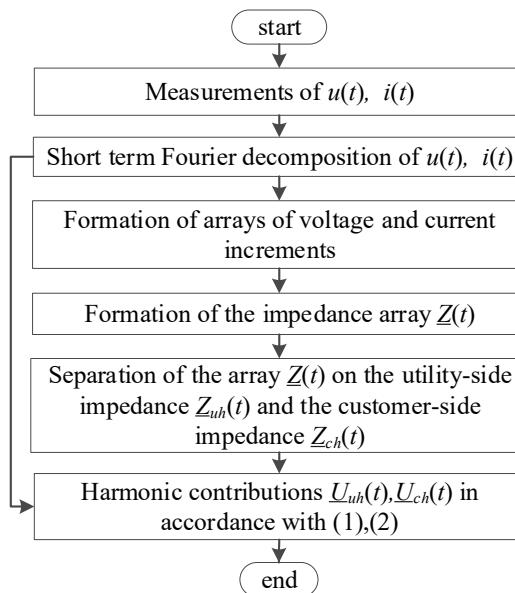 start
Measurements of u(t), i(t)
Short term Fourier decomposition of u(t), i(t)
Formation of arrays of voltage and current
increments
Formation of the impedance array Z(t)
Separation of the array Z(t) on the utility-side
impedance Zuh(t) and the customer-side
impedance Zch(t)
Harmonic contributions Uuh(t),Uch(t) in
accordance with (1),(2)
end